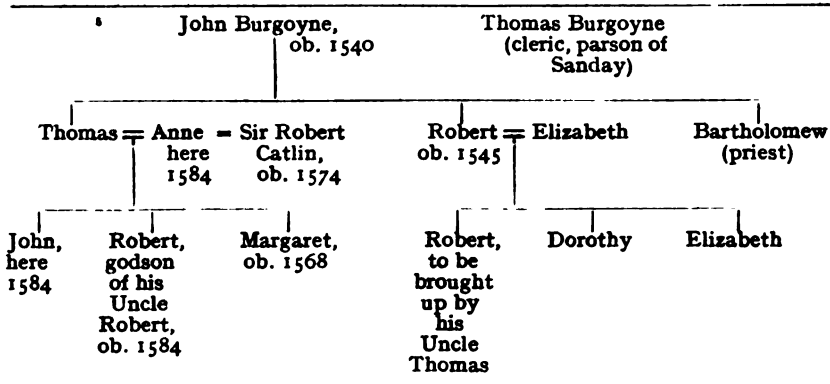 John Burgoyne,
ob. 1540
Thomas Burgoyne
(cleric, parson of
Sanday)
Thomas = Anne = Sir Robert
here
1584
Catlin,
ob. 1574
Robert = Elizabeth
ob. 1545
Bartholomew
(priest)
John,
here
1584
Robert,
godson
of his
Uncle
Robert,
ob. 1584
Margaret,
ob. 1568
Robert,
to be
brought
up by
his
Uncle
Thomas
Dorothy
Elizabeth